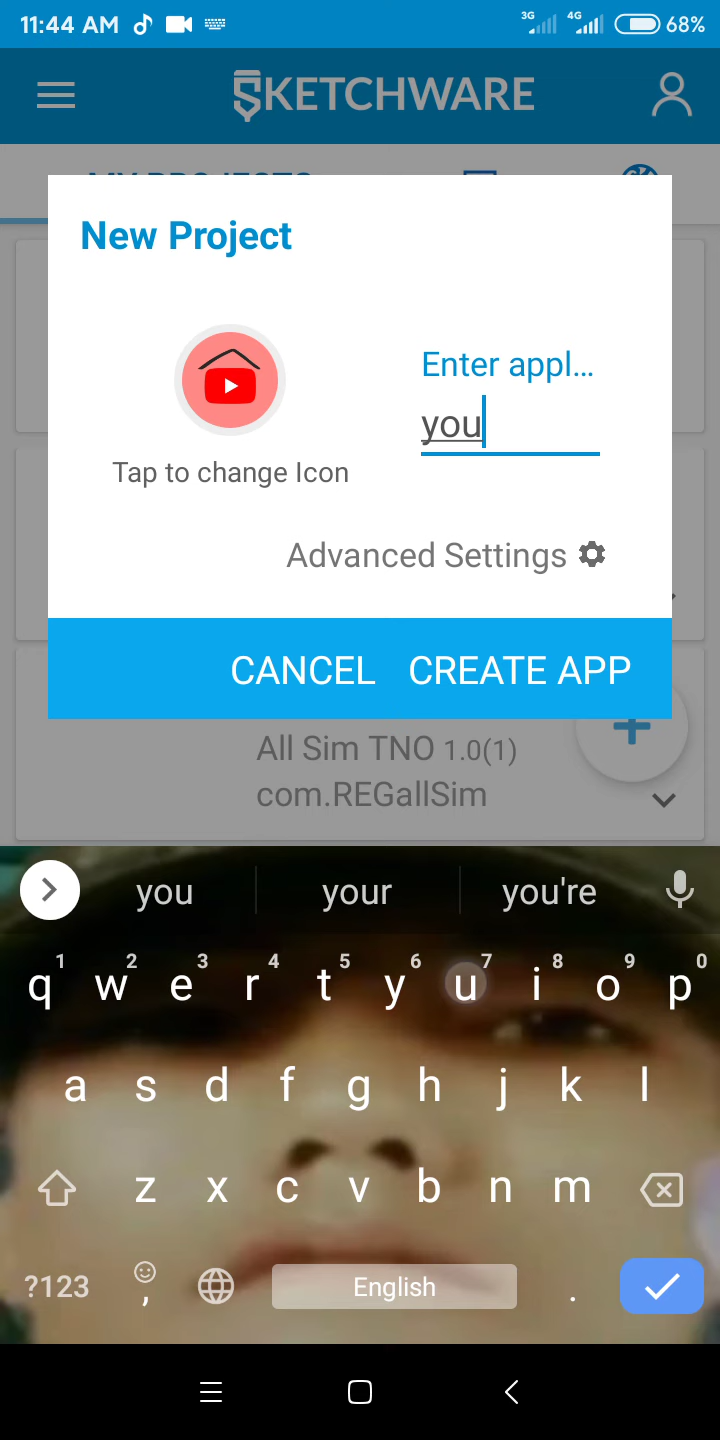 11:44 AM 3G 4G 68%
SKETCHWARE
MY PROJECTS
New Project
Enter appl...
you
Tap to change Icon
Advanced Settings
CANCEL CREATE APP
All Sim TNO 1.0(1)
com.REGallSim
you your you're
1 2 3 4 5 6 7 8 9 0
q w e r t y u i o p
a s d f g h j k l
z x c v b n m
?123 , English .